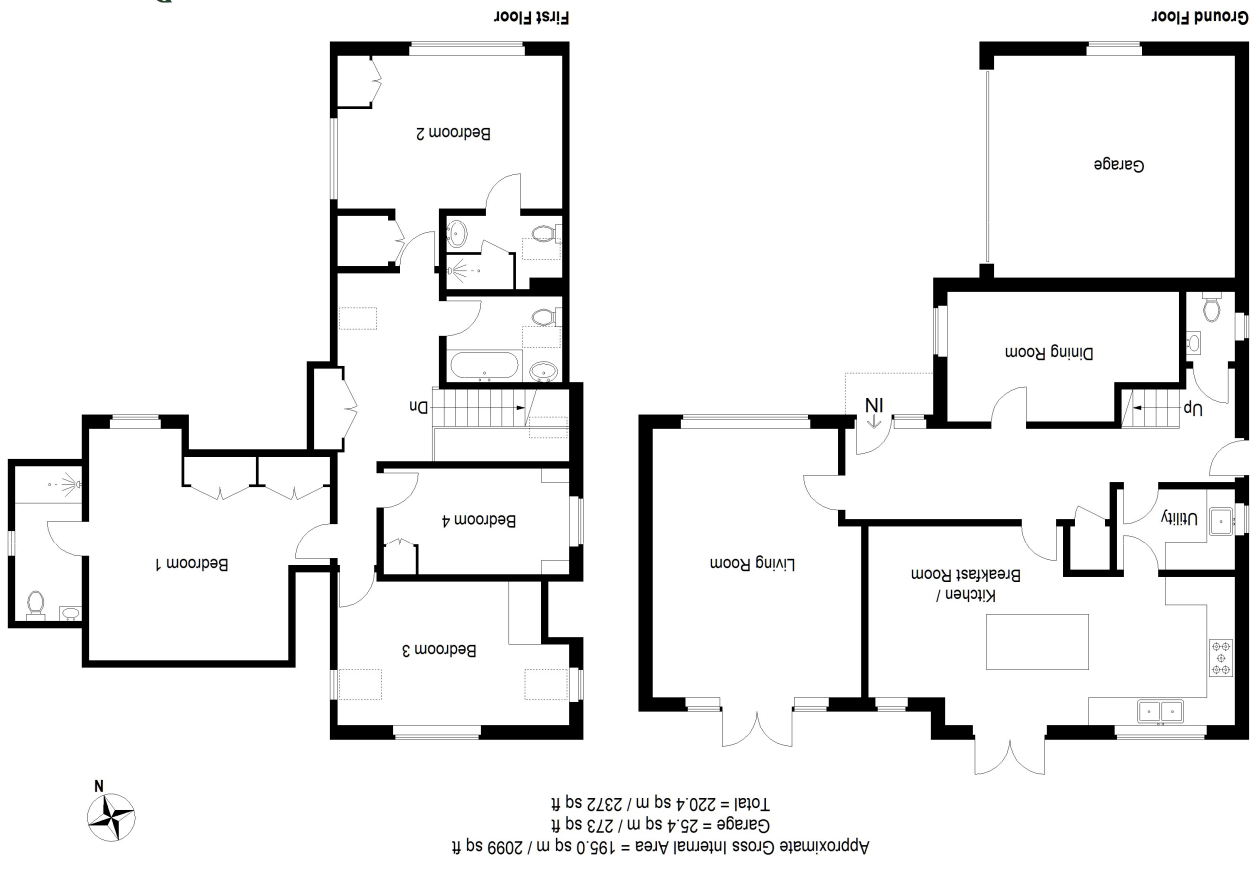 Approximate Gross Internal Area = 195.0 sq m / 2099 sq ft
Garage = 25.4 sq m / 273 sq ft
Total = 220.4 sq m / 2372 sq ft
N
Kitchen /
Breakfast Room
Living Room
Utility
Up
IN
Dining Room
Garage
Ground Floor
Bedroom 3
Bedroom 1
Bedroom 4
Dn
Bedroom 2
First Floor